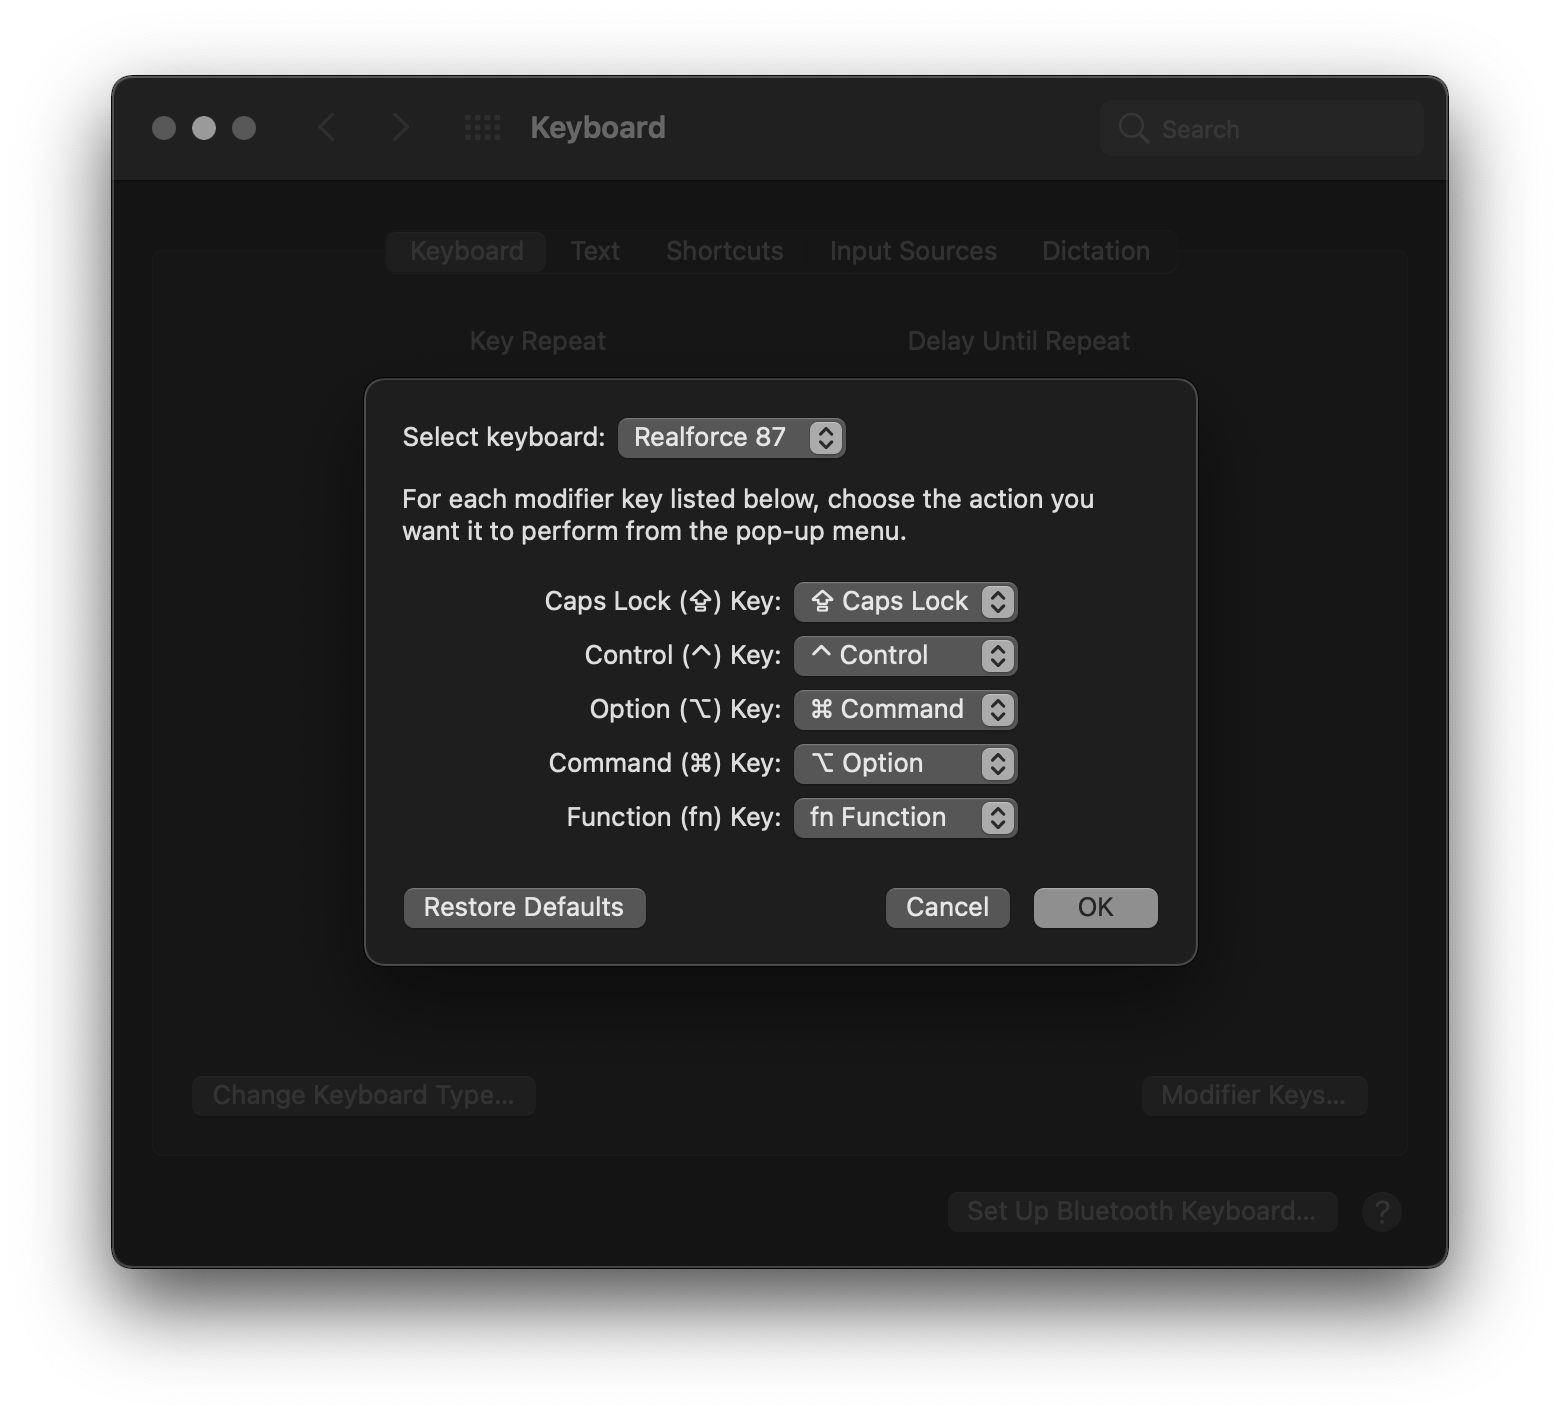 Keyboard
Search
Keyboard Text Shortcuts Input Sources Dictation
Key Repeat Delay Until Repeat
Select keyboard: Realforce 87
For each modifier key listed below, choose the action you
want it to perform from the pop-up menu.
Caps Lock (⇪) Key: ⇪ Caps Lock
Control (^) Key: ^ Control
Option (⌥) Key: ⌘ Command
Command (⌘) Key: ⌥ Option
Function (fn) Key: fn Function
Restore Defaults Cancel OK
Change Keyboard Type... Modifier Keys...
Set Up Bluetooth Keyboard... ?